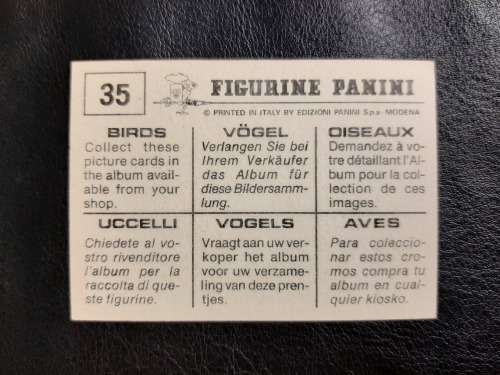 35
FIGURINE PANINI
© PRINTED IN ITALY BY EDIZIONI PANINI S.p.a. MODENA
BIRDS
Collect these
picture cards in
the album avail-
able from your
shop.
VÖGEL
Verlangen Sie bei
Ihrem Verkäufer
das Album für
diese Bildersamm-
lung.
OISEAUX
Demandez à vo-
tre détaillant l'Al-
bum pour la col-
lection de ces
images.
UCCELLI
Chiedete al vo-
stro rivenditore
l'album per la
raccolta di que-
ste figurine.
VOGELS
Vraagt aan uw ver-
koper het album
voor uw verzame-
ling van deze pren-
tjes.
AVES
Para coleccio-
nar estos cro-
mos compra tu
album en cual-
quier kiosko.